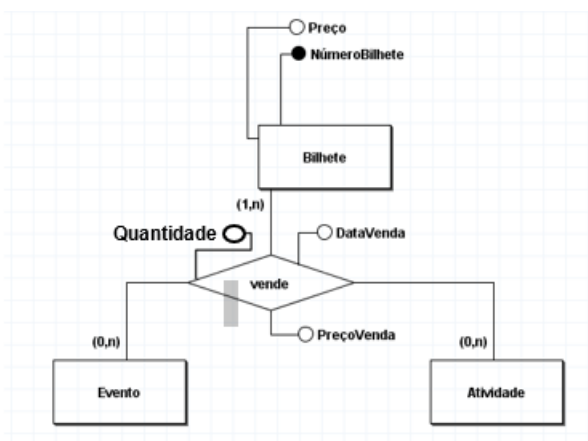 Preço
NúmeroBilhete
Bilhete
(1,n)
Quantidade
DataVenda
vende
PreçoVenda
(0,n)
(0,n)
Evento
Atividade